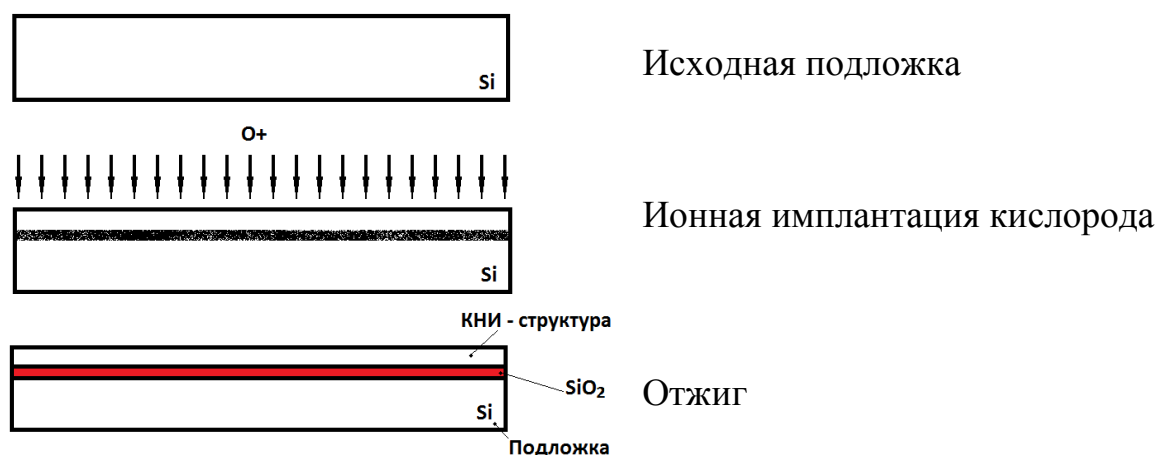 Si
Исходная подложка
O+
Ионная имплантация кислорода
Si
КНИ - структура
SiO₂
Отжиг
Si
Подложка